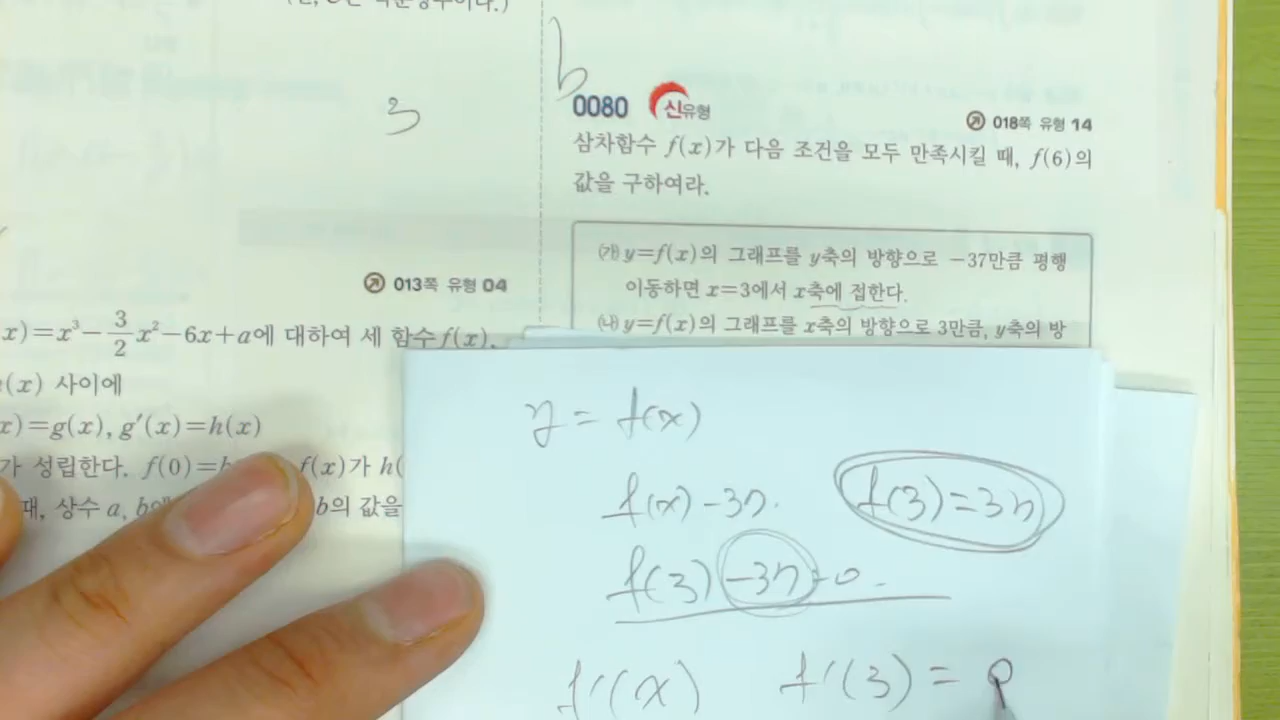 3
013쪽 유형 04
x)=x³-3/2x²-6x+a에 대하여 세 함수 f(x),
(x) 사이에
x)=g(x), g′(x)=h(x)
가 성립한다. f(0)=b f(x)가 h(
때, 상수 a, b b의 값을
b
0080 신유형
018쪽 유형 14
삼차함수 f(x)가 다음 조건을 모두 만족시킬 때, f(6)의
값을 구하여라.
㈎ y=f(x)의 그래프를 y축의 방향으로 -37만큼 평행
이동하면 x=3에서 x축에 접한다.
㈏ y=f(x)의 그래프를 x축의 방향으로 3만큼, y축의 방
y = f(x)
f(x) -37.
f(3)=37
f(3) -37=0.
f′(x) f′(3) = 0